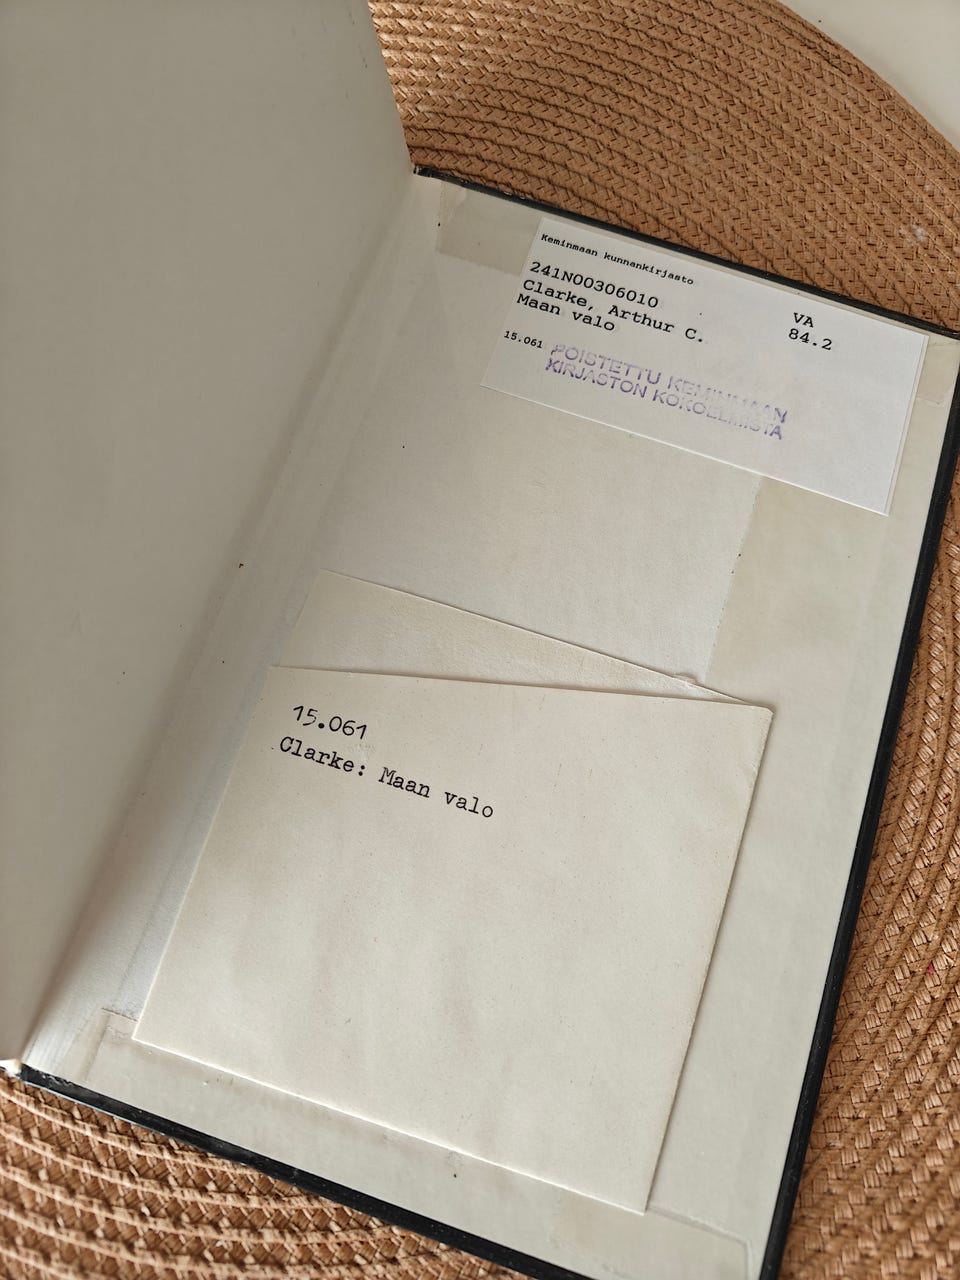 Keminmaan kunnankirjasto
241N00306010
VA
Clarke, Arthur C.
84.2
Maan valo
15.061
POISTETTU KEMINMAAN
KIRJASTON KOKOELMISTA
15.061
Clarke: Maan valo